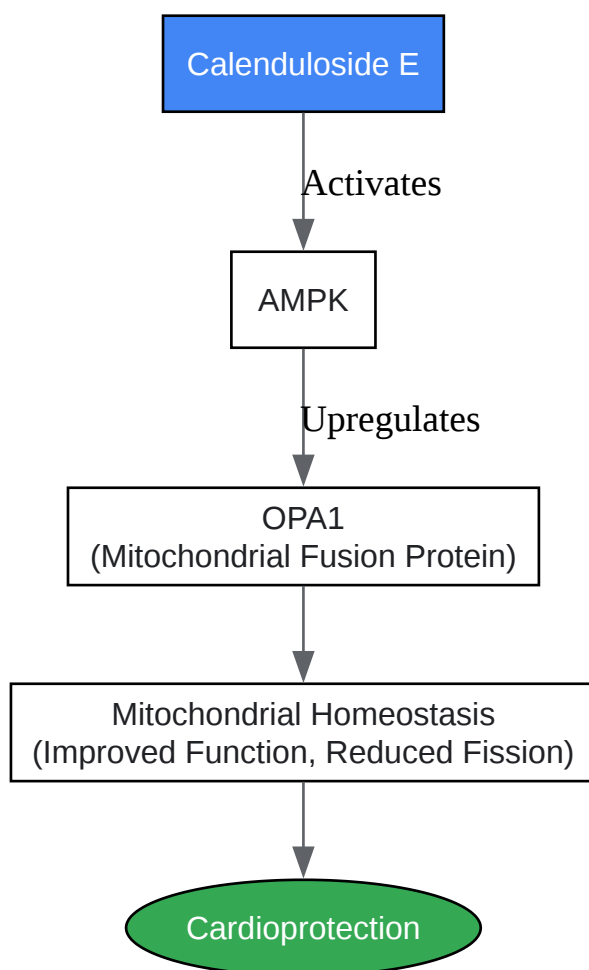 Calenduloside E
Activates
AMPK
Upregulates
OPA1
(Mitochondrial Fusion Protein)
Mitochondrial Homeostasis
(Improved Function, Reduced Fission)
Cardioprotection